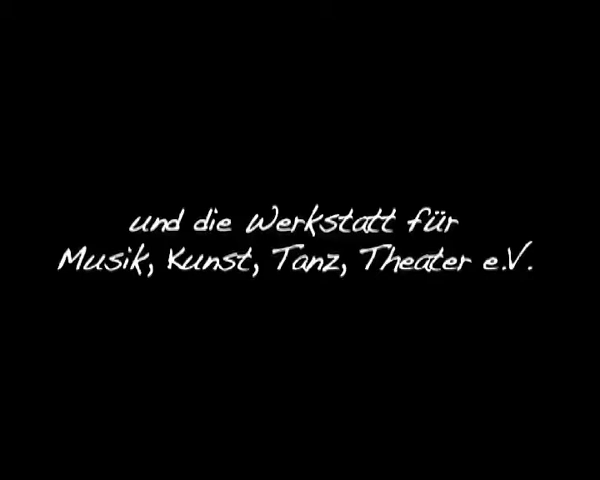 und die Werkstatt für
Musik, Kunst, Tanz, Theater e.V.